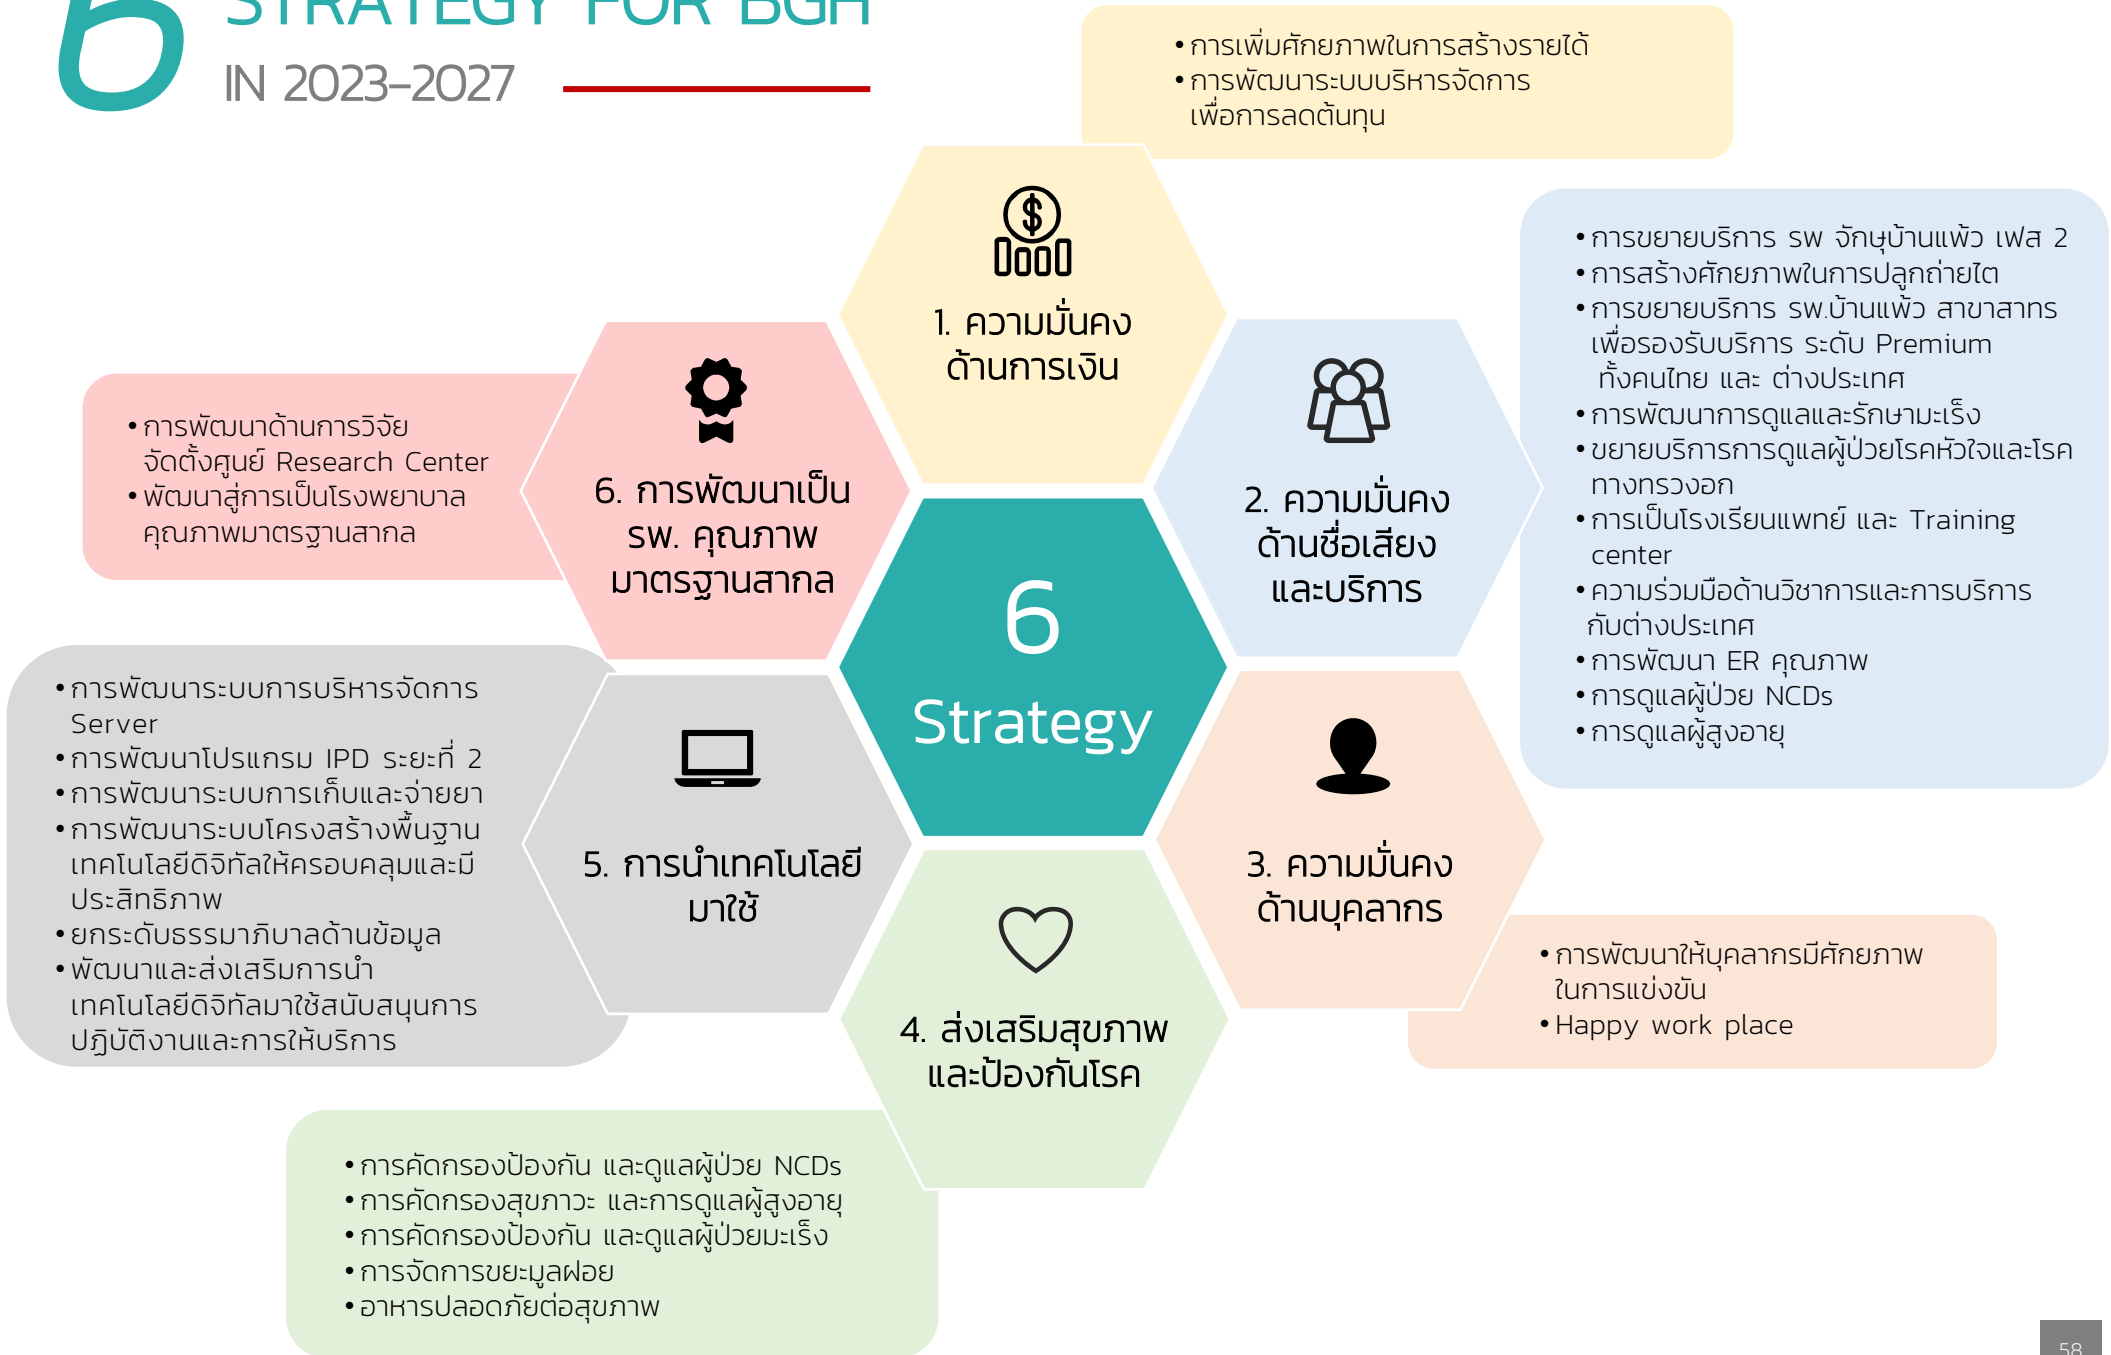 6 STRATEGY FOR BGH
IN 2023-2027
• การเพิ่มศักยภาพในการสร้างรายได้
• การพัฒนาระบบบริหารจัดการ
เพื่อการลดต้นทุน
1. ความมั่นคง
ด้านการเงิน
• การขยายบริการ รพ จักษุบ้านแพ้ว เฟส 2
• การสร้างศักยภาพในการปลูกถ่ายไต
• การขยายบริการ รพ.บ้านแพ้ว สาขาสาทร
เพื่อรองรับบริการ ระดับ Premium
ทั้งคนไทย และ ต่างประเทศ
• การพัฒนาการดูแลและรักษามะเร็ง
• ขยายบริการการดูแลผู้ป่วยโรคหัวใจและโรค
ทางทรวงอก
• การเป็นโรงเรียนแพทย์ และ Training
center
• ความร่วมมือด้านวิชาการและการบริการ
กับต่างประเทศ
• การพัฒนา ER คุณภาพ
• การดูแลผู้ป่วย NCDs
• การดูแลผู้สูงอายุ
2. ความมั่นคง
ด้านชื่อเสียง
และบริการ
• การพัฒนาด้านการวิจัย
จัดตั้งศูนย์ Research Center
• พัฒนาสู่การเป็นโรงพยาบาล
คุณภาพมาตรฐานสากล
6. การพัฒนาเป็น
รพ. คุณภาพ
มาตรฐานสากล
6
Strategy
• การพัฒนาระบบการบริหารจัดการ
Server
• การพัฒนาโปรแกรม IPD ระยะที่ 2
• การพัฒนาระบบการเก็บและจ่ายยา
• การพัฒนาระบบโครงสร้างพื้นฐาน
เทคโนโลยีดิจิทัลให้ครอบคลุมและมี
ประสิทธิภาพ
• ยกระดับธรรมาภิบาลด้านข้อมูล
• พัฒนาและส่งเสริมการนำ
เทคโนโลยีดิจิทัลมาใช้สนับสนุนการ
ปฏิบัติงานและการให้บริการ
5. การนำเทคโนโลยี
มาใช้
3. ความมั่นคง
ด้านบุคลากร
• การพัฒนาให้บุคลากรมีศักยภาพ
ในการแข่งขัน
• Happy work place
4. ส่งเสริมสุขภาพ
และป้องกันโรค
• การคัดกรองป้องกัน และดูแลผู้ป่วย NCDs
• การคัดกรองสุขภาวะ และการดูแลผู้สูงอายุ
• การคัดกรองป้องกัน และดูแลผู้ป่วยมะเร็ง
• การจัดการขยะมูลฝอย
• อาหารปลอดภัยต่อสุขภาพ
58